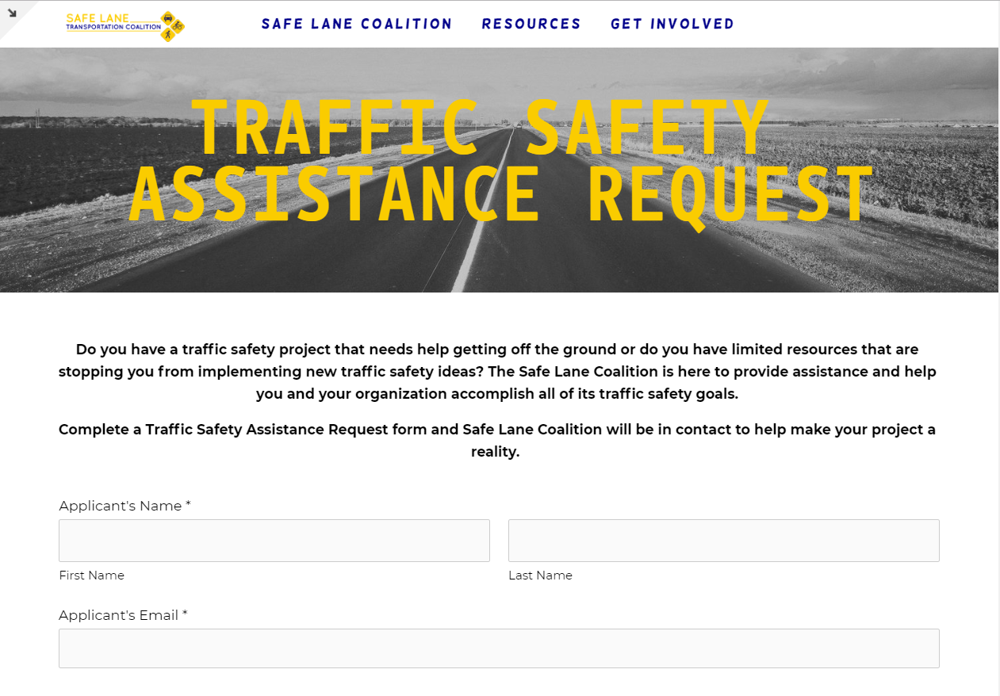 SAFE LANE
TRANSPORTATION COALITION
SAFE LANE COALITION RESOURCES GET INVOLVED
TRAFFIC SAFETY
ASSISTANCE REQUEST
Do you have a traffic safety project that needs help getting off the ground or do you have limited resources that are
stopping you from implementing new traffic safety ideas? The Safe Lane Coalition is here to provide assistance and help
you and your organization accomplish all of its traffic safety goals.
Complete a Traffic Safety Assistance Request form and Safe Lane Coalition will be in contact to help make your project a
reality.
Applicant's Name *
First Name Last Name
Applicant's Email *